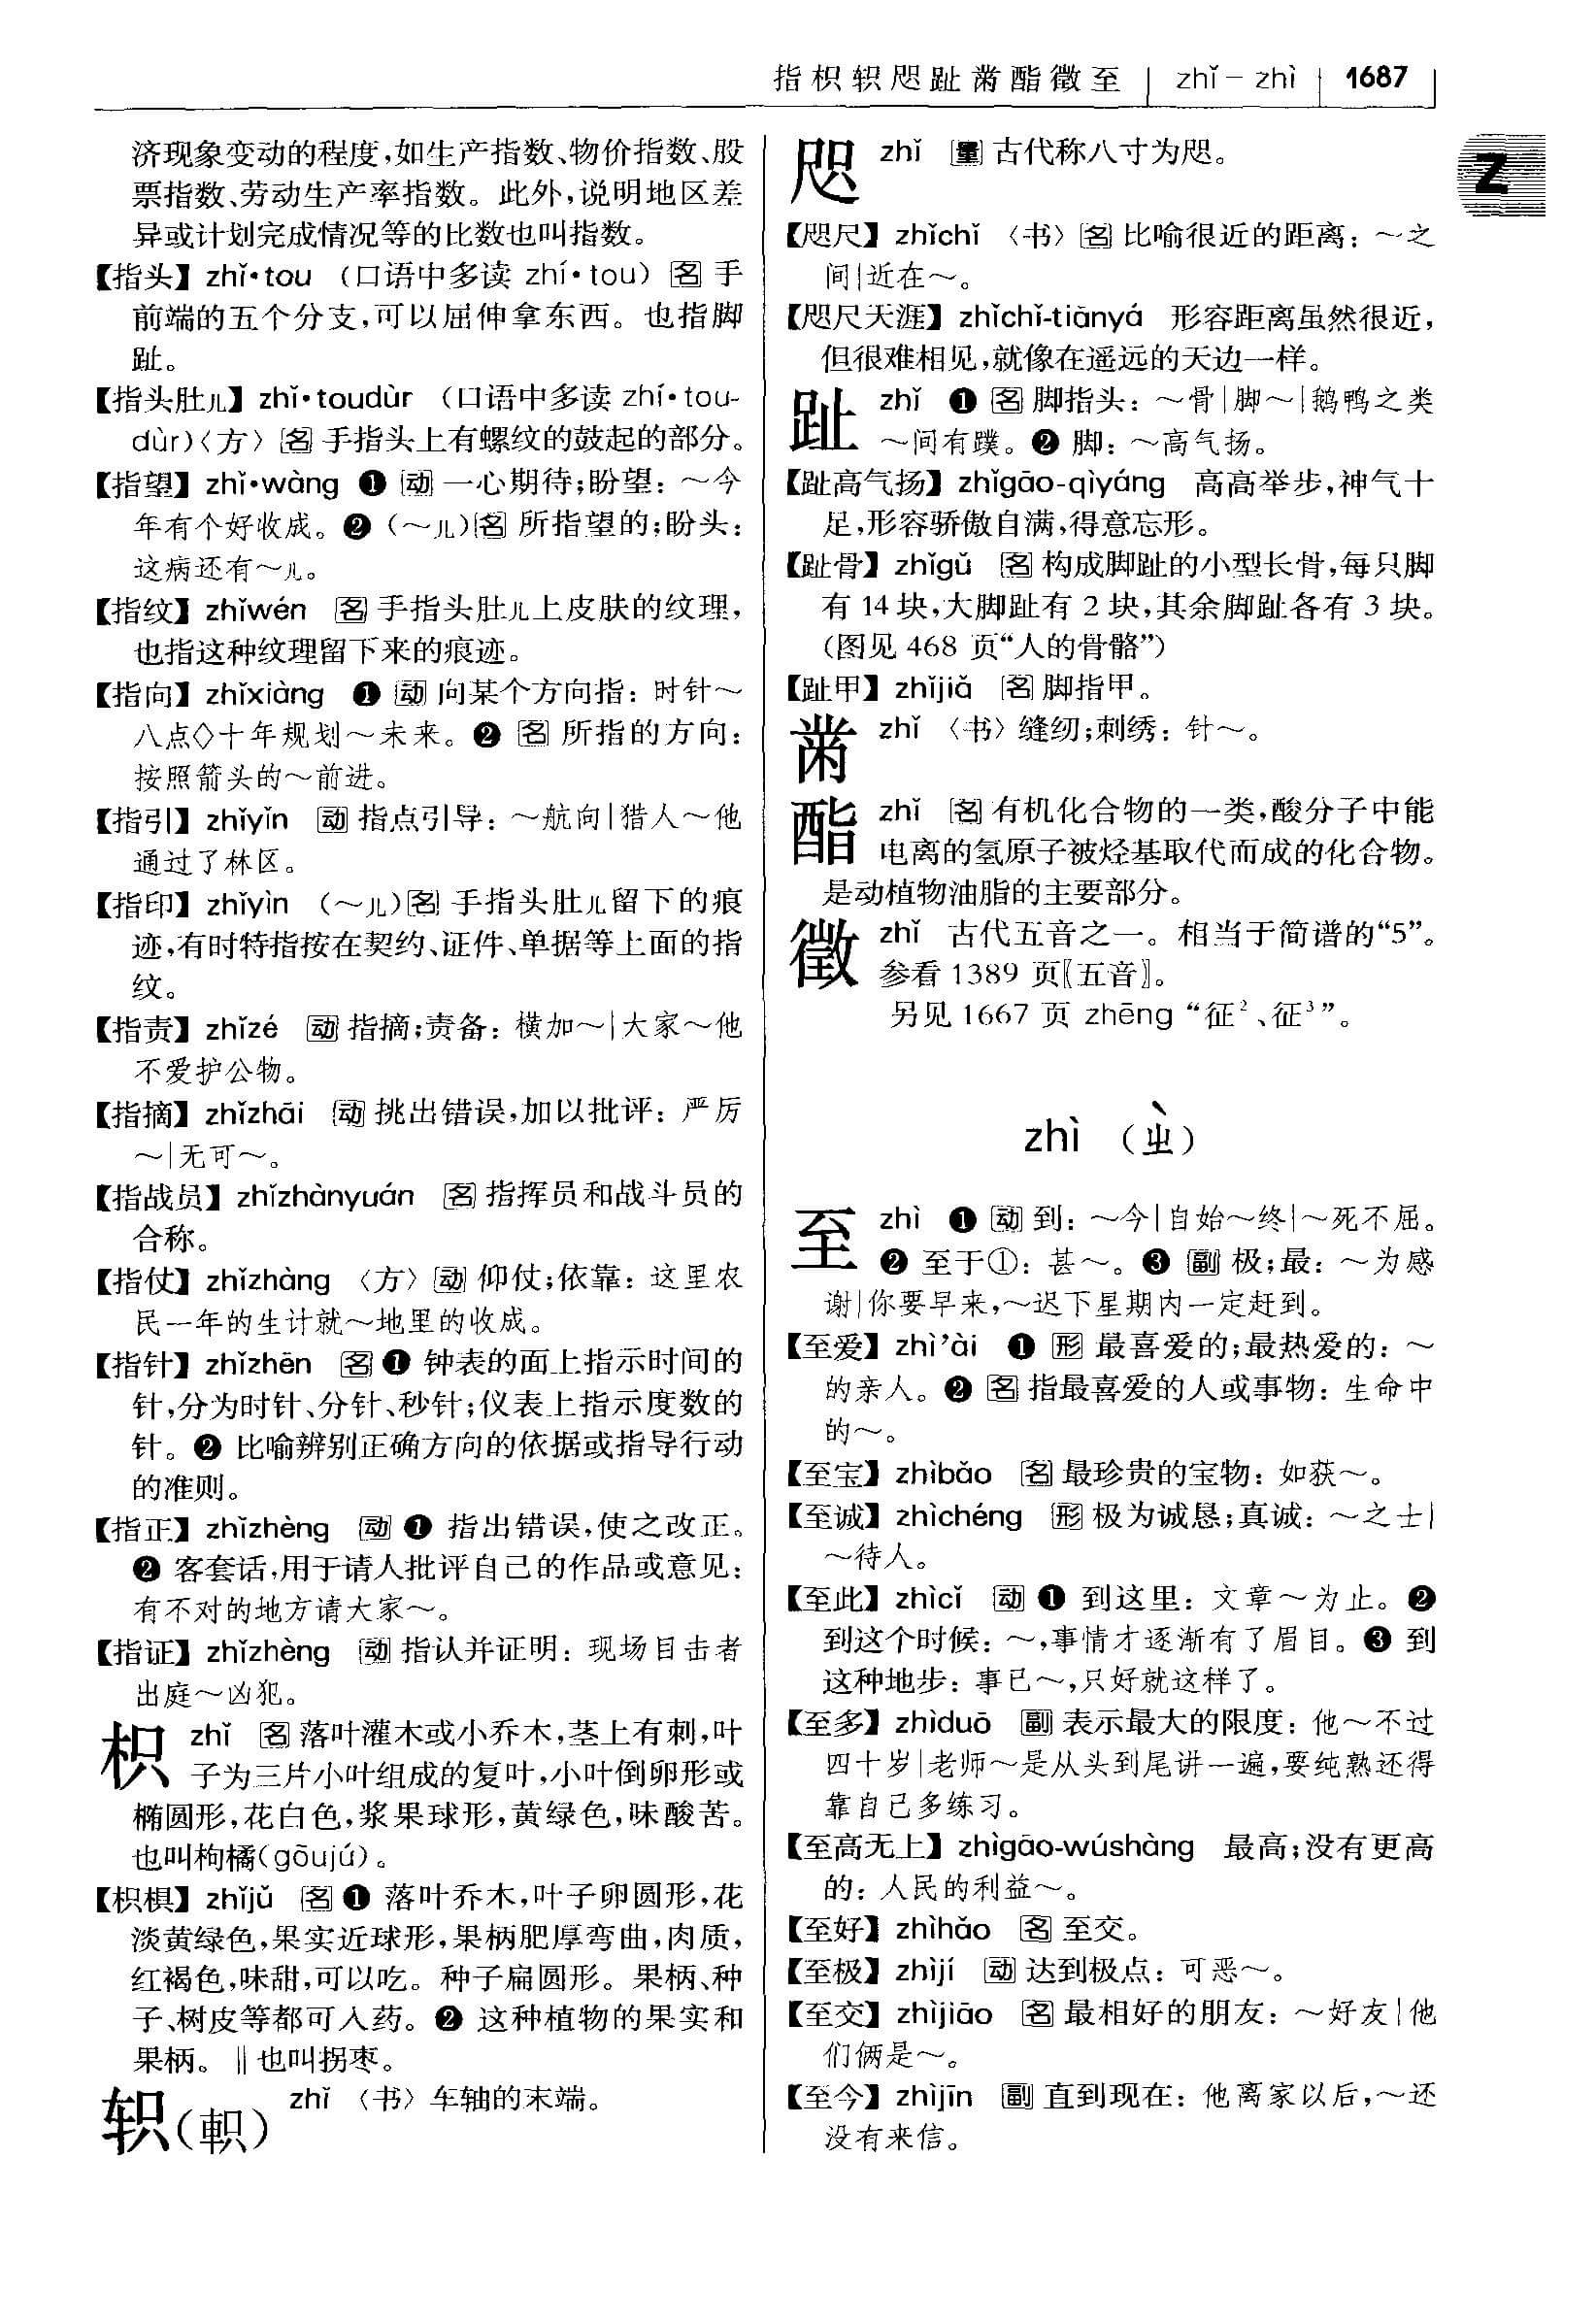 指枳轵咫趾黹酯徵至 | zhǐ－zhì | 1687
Z
济现象变动的程度,如生产指数、物价指数、股
票指数、劳动生产率指数。此外,说明地区差
异或计划完成情况等的比数也叫指数。
【指头】zhǐ•tou （口语中多读 zhí•tou）名 手
前端的五个分支,可以屈伸拿东西。也指脚
趾。
【指头肚儿】zhǐ•toudùr （口语中多读 zhí•tou-
dùr）〈方〉名 手指头上有螺纹的鼓起的部分。
【指望】zhǐ•wàng ❶ 动 一心期待;盼望：～今
年有个好收成。❷（～儿）名 所指望的;盼头：
这病还有～儿。
【指纹】zhǐwén 名 手指头肚儿上皮肤的纹理,
也指这种纹理留下来的痕迹。
【指向】zhǐxiàng ❶ 动 向某个方向指：时针～
八点◇十年规划～未来。❷ 名 所指的方向：
按照箭头的～前进。
【指引】zhǐyǐn 动 指点引导：～航向|猎人～他
通过了林区。
【指印】zhǐyìn （～儿）名 手指头肚儿留下的痕
迹,有时特指按在契约、证件、单据等上面的指
纹。
【指责】zhǐzé 动 指摘;责备：横加～|大家～他
不爱护公物。
【指摘】zhǐzhāi 动 挑出错误,加以批评：严厉
～|无可～。
【指战员】zhǐzhànyuán 名 指挥员和战斗员的
合称。
【指仗】zhǐzhàng 〈方〉动 仰仗;依靠：这里农
民一年的生计就～地里的收成。
【指针】zhǐzhēn 名 ❶ 钟表的面上指示时间的
针,分为时针、分针、秒针;仪表上指示度数的
针。❷ 比喻辨别正确方向的依据或指导行动
的准则。
【指正】zhǐzhèng 动 ❶ 指出错误,使之改正。
❷ 客套话,用于请人批评自己的作品或意见：
有不对的地方请大家～。
【指证】zhǐzhèng 动 指认并证明：现场目击者
出庭～凶犯。
枳 zhǐ 名 落叶灌木或小乔木,茎上有刺,叶
子为三片小叶组成的复叶,小叶倒卵形或
椭圆形,花白色,浆果球形,黄绿色,味酸苦。
也叫枸橘(gōujú)。
【枳椇】zhǐjǔ 名 ❶ 落叶乔木,叶子卵圆形,花
淡黄绿色,果实近球形,果柄肥厚弯曲,肉质,
红褐色,味甜,可以吃。种子扁圆形。果柄、种
子、树皮等都可入药。❷ 这种植物的果实和
果柄。‖也叫拐枣。
轵（軹） zhǐ 〈书〉车轴的末端。
咫 zhǐ 量 古代称八寸为咫。
【咫尺】zhǐchǐ 〈书〉名 比喻很近的距离：～之
间|近在～。
【咫尺天涯】zhǐchǐ-tiānyá 形容距离虽然很近,
但很难相见,就像在遥远的天边一样。
趾 zhǐ ❶ 名 脚指头：～骨|脚～|鹅鸭之类
～间有蹼。❷ 脚：～高气扬。
【趾高气扬】zhǐgāo-qìyáng 高高举步,神气十
足,形容骄傲自满,得意忘形。
【趾骨】zhǐgǔ 名 构成脚趾的小型长骨,每只脚
有 14 块,大脚趾有 2 块,其余脚趾各有 3 块。
（图见 468 页“人的骨骼”）
【趾甲】zhǐjiǎ 名 脚指甲。
黹 zhǐ 〈书〉缝纫;刺绣：针～。
酯 zhǐ 名 有机化合物的一类,酸分子中能
电离的氢原子被烃基取代而成的化合物。
是动植物油脂的主要部分。
徵 zhǐ 古代五音之一。相当于简谱的“5”。
参看 1389 页〖五音〗。
另见 1667 页 zhēng “征²、征³”。
zhì （ㄓˋ）
至 zhì ❶ 动 到：～今|自始～终|～死不屈。
❷ 至于①：甚～。❸ 副 极;最：～为感
谢|你要早来,～迟下星期内一定赶到。
【至爱】zhì’ài ❶ 形 最喜爱的;最热爱的：～
的亲人。❷ 名 指最喜爱的人或事物：生命中
的～。
【至宝】zhìbǎo 名 最珍贵的宝物：如获～。
【至诚】zhìchéng 形 极为诚恳;真诚：～之士|
～待人。
【至此】zhìcǐ 动 ❶ 到这里：文章～为止。❷
到这个时候：～,事情才逐渐有了眉目。❸ 到
这种地步：事已～,只好就这样了。
【至多】zhìduō 副 表示最大的限度：他～不过
四十岁|老师～是从头到尾讲一遍,要纯熟还得
靠自己多练习。
【至高无上】zhìgāo-wúshàng 最高;没有更高
的：人民的利益～。
【至好】zhìhǎo 名 至交。
【至极】zhìjí 动 达到极点：可恶～。
【至交】zhìjiāo 名 最相好的朋友：～好友|他
们俩是～。
【至今】zhìjīn 副 直到现在：他离家以后,～还
没有来信。